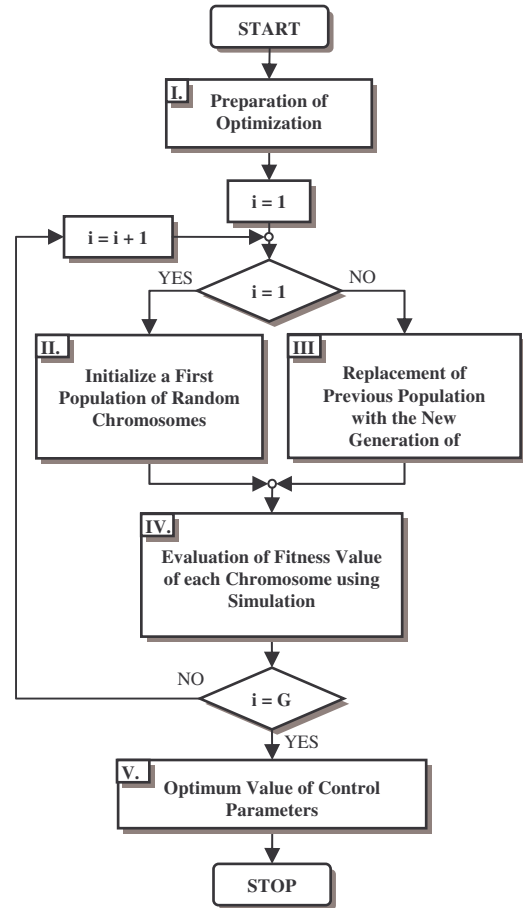 START
I.
Preparation of
Optimization
i = 1
i = i + 1
i = 1
YES
NO
II.
Initialize a First
Population of Random
Chromosomes
III
Replacement of
Previous Population
with the New
Generation of
IV.
Evaluation of Fitness Value
of each Chromosome using
Simulation
NO
i = G
YES
V.
Optimum Value of Control
Parameters
STOP